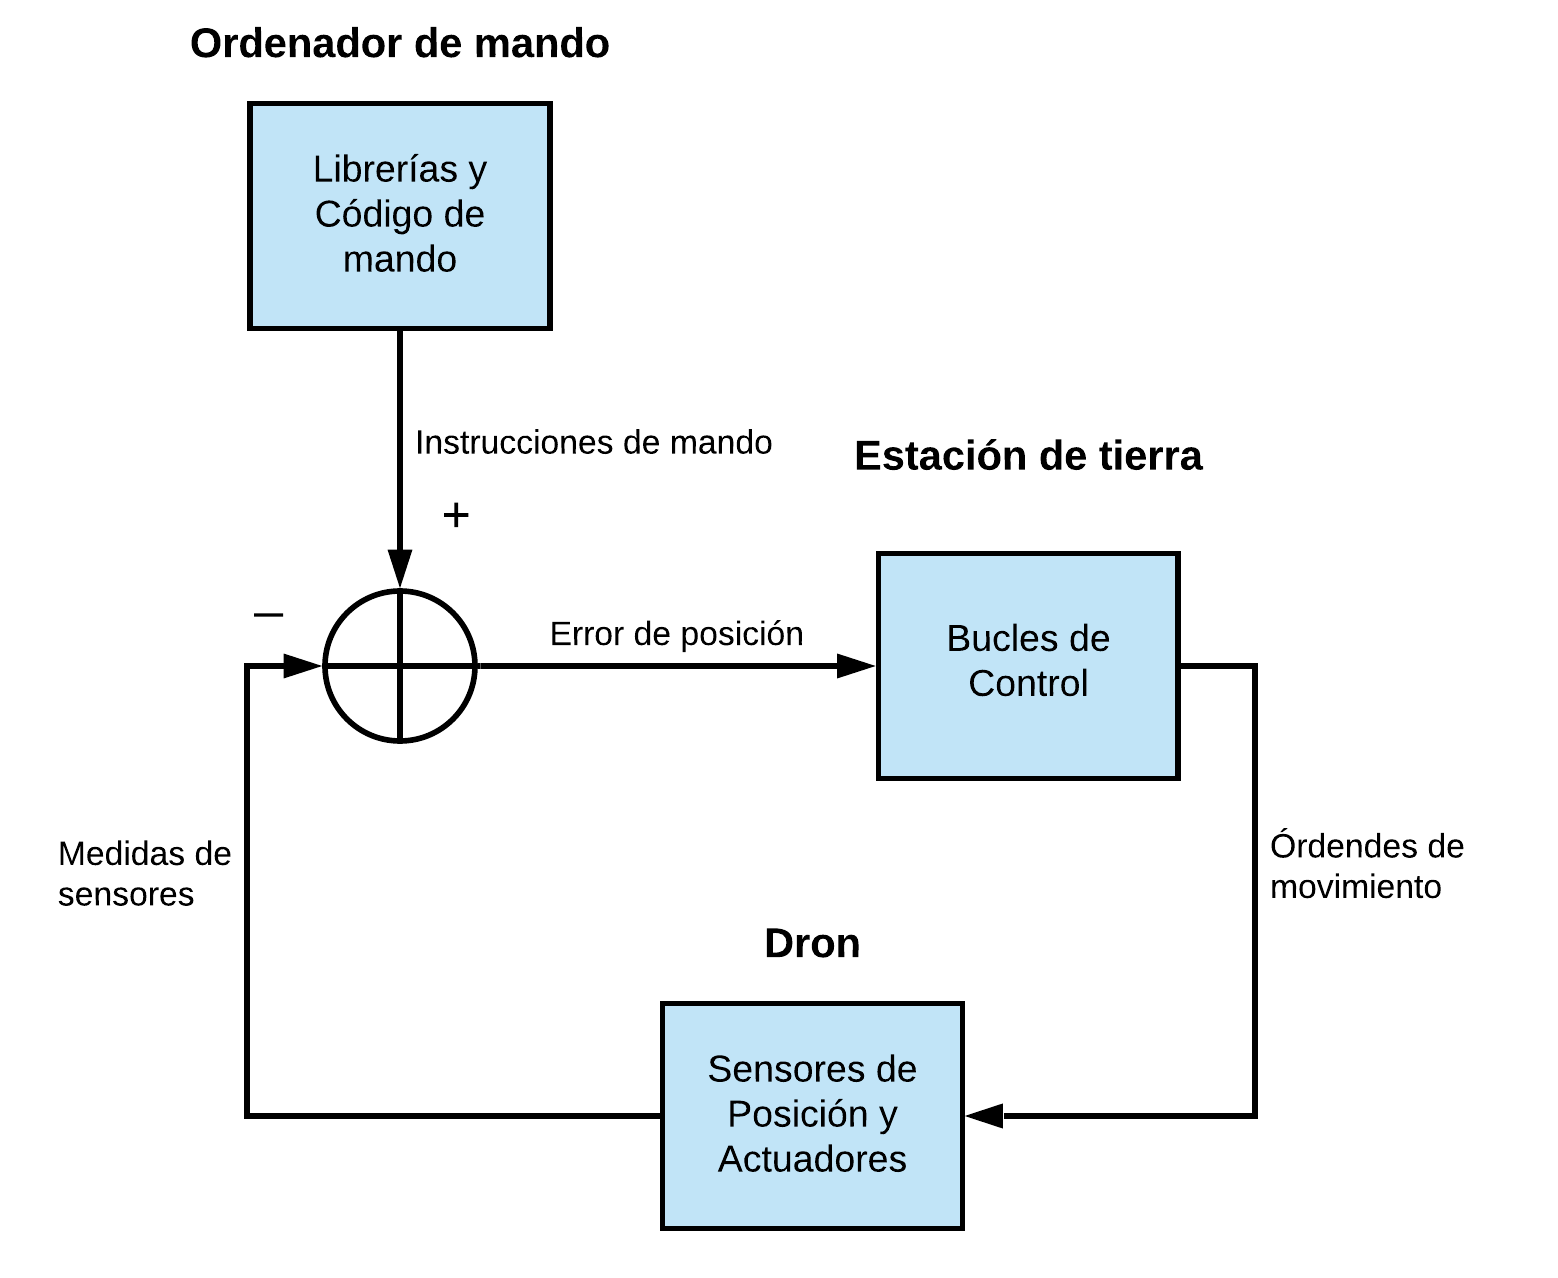 Ordenador de mando
Librerías y
Código de
mando
Instrucciones de mando
+
Estación de tierra
–
Error de posición
Bucles de
Control
Medidas de
sensores
Órdendes de
movimiento
Dron
Sensores de
Posición y
Actuadores